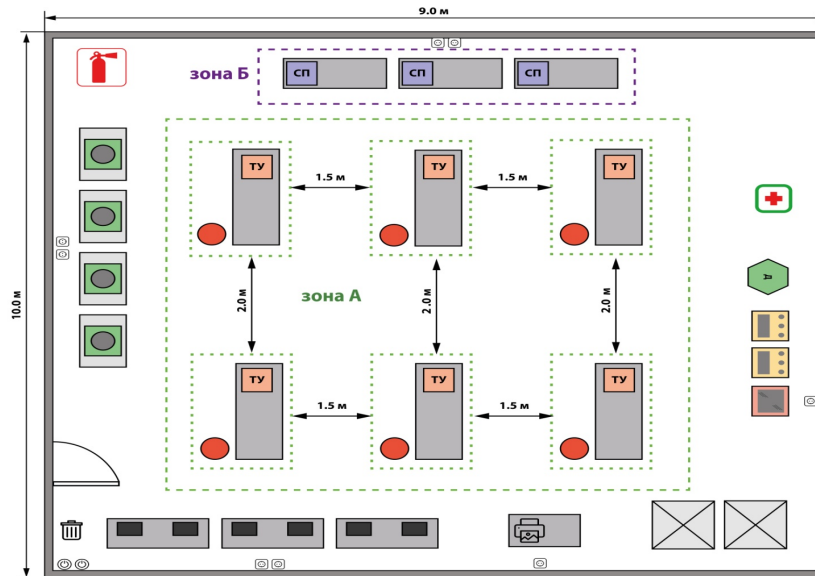 9.0 м
зона Б
СП
СП
СП
ТУ
ТУ
ТУ
1.5 м
1.5 м
10.0 м
2.0 м
2.0 м
2.0 м
зона А
А
ТУ
ТУ
ТУ
1.5 м
1.5 м